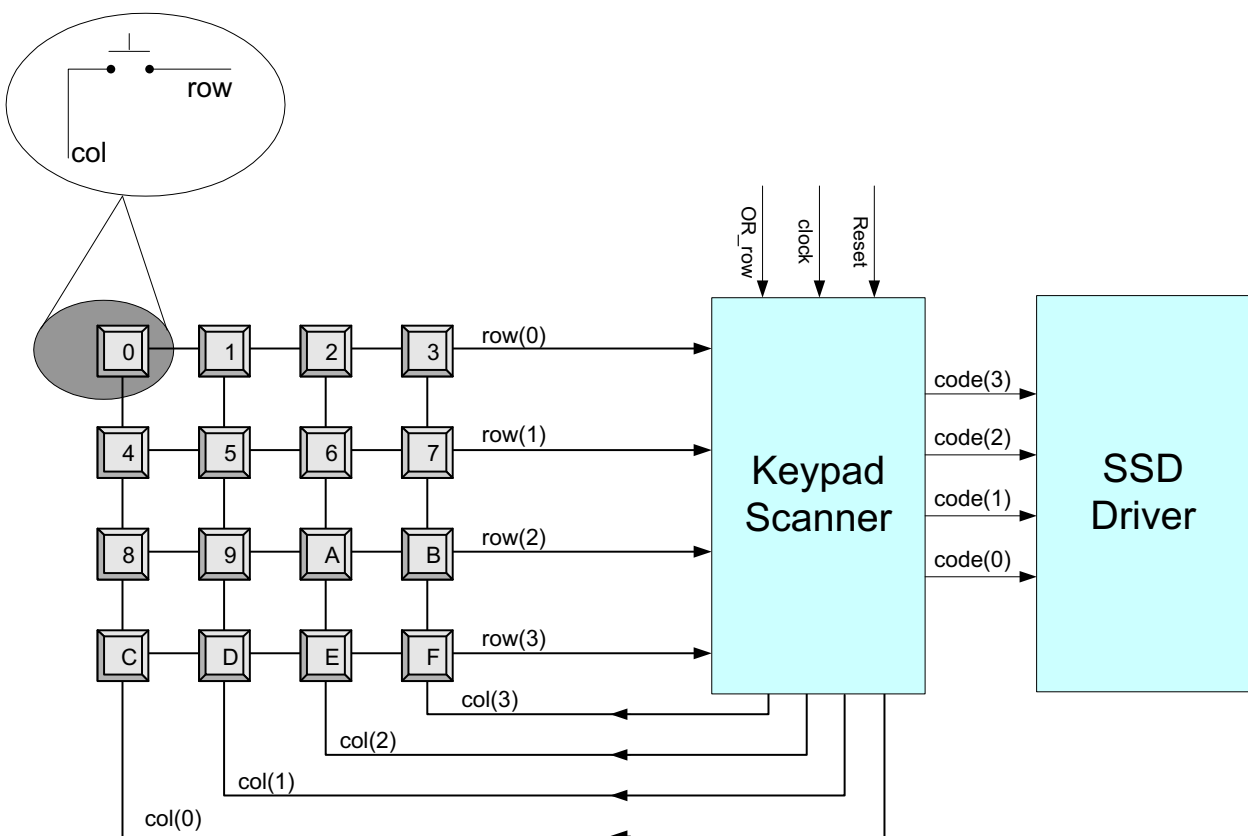 row
col
OR_row
clock
Reset
0 1 2 3
row(0)
4 5 6 7
row(1)
8 9 A B
row(2)
C D E F
row(3)
col(3)
col(2)
col(1)
col(0)
Keypad
Scanner
code(3)
code(2)
code(1)
code(0)
SSD
Driver